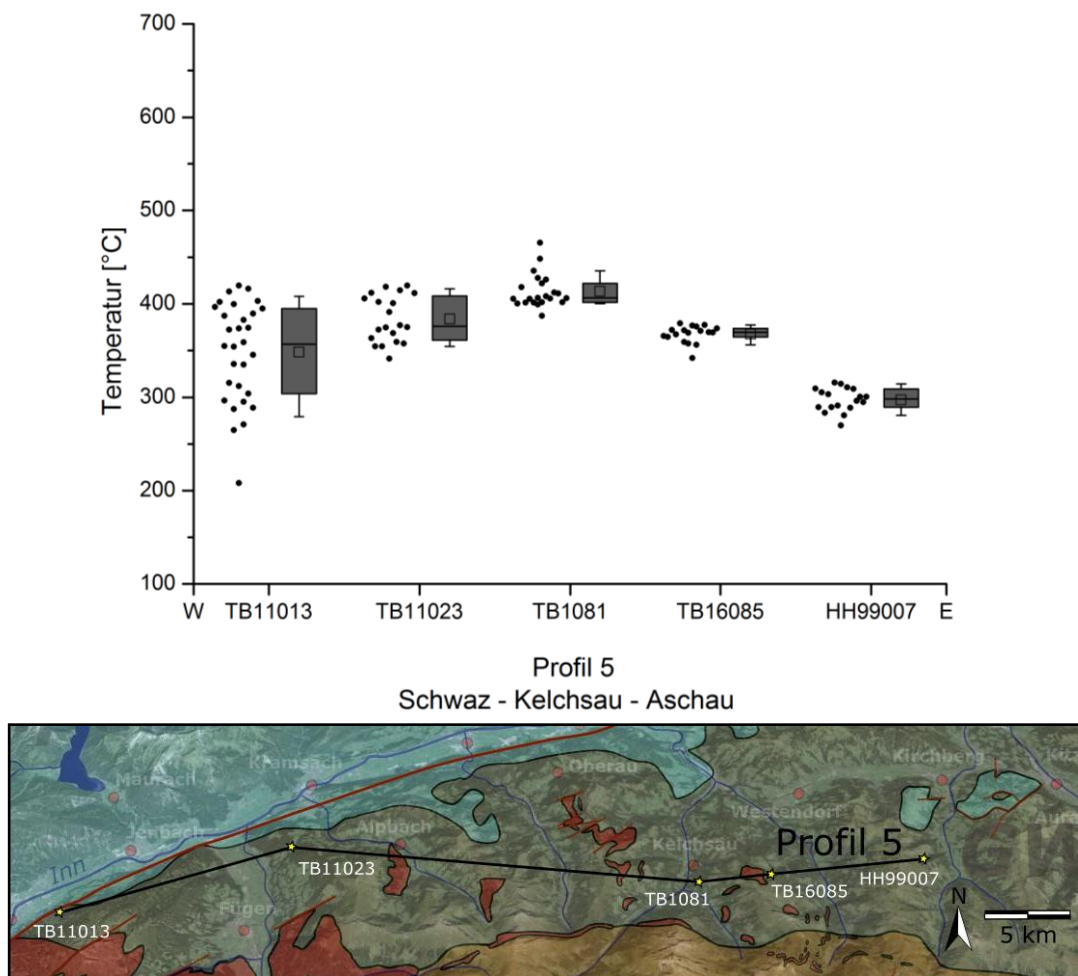 700
600
500
400
300
200
100
Temperatur [°C]
W TB11013 TB11023 TB1081 TB16085 HH99007 E
Profil 5
Schwaz - Kelchsau - Aschau
Maurach
Kramsach
Oberau
Kirchberg
Jenbach
Alpbach
Westendorf
Inn
Kelchsau
Profil 5
TB11023
TB1081
TB16085
HH99007
Fügen
TB11013
N
5 km